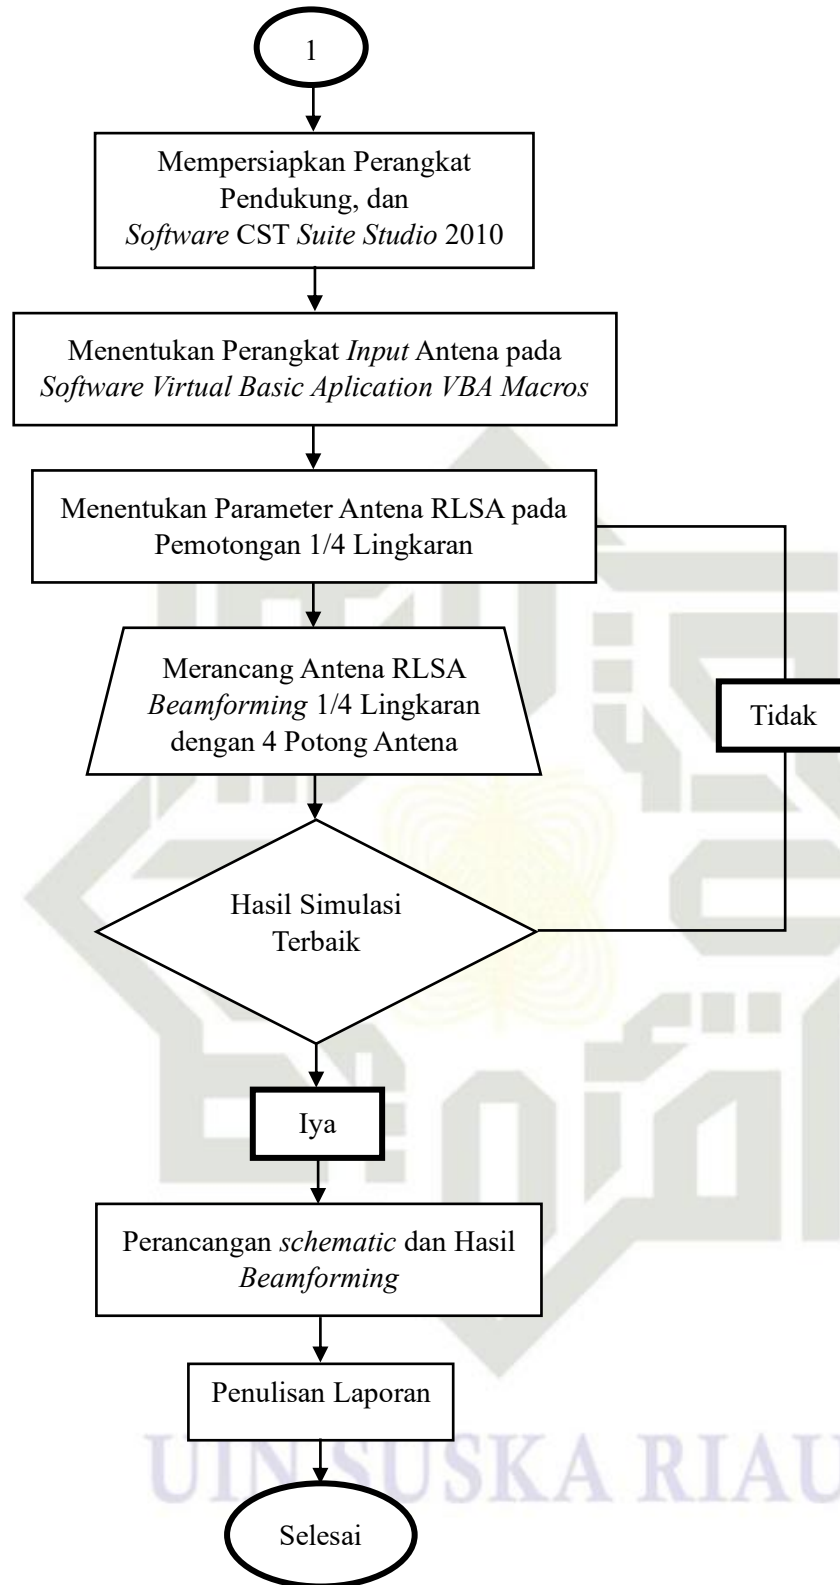 1
Mempersiapkan Perangkat
Pendukung, dan
Software CST Suite Studio 2010
Menentukan Perangkat Input Antena pada
Software Virtual Basic Aplication VBA Macros
Menentukan Parameter Antena RLSA pada
Pemotongan 1/4 Lingkaran
Merancang Antena RLSA
Beamforming 1/4 Lingkaran
dengan 4 Potong Antena
Tidak
Hasil Simulasi
Terbaik
Iya
Perancangan schematic dan Hasil
Beamforming
Penulisan Laporan
UIN SUSKA RIAU
Selesai